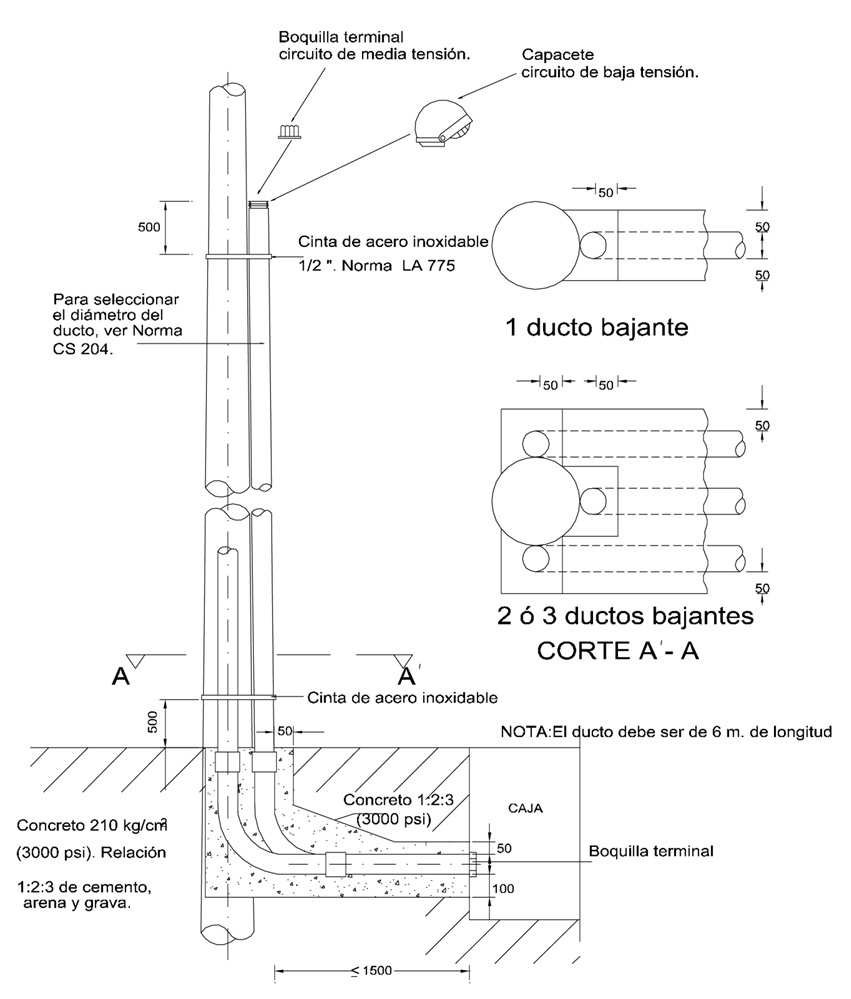 Boquilla terminal
circuito de media tensión.
Capacete
circuito de baja tensión.
500
Cinta de acero inoxidable
1/2 ". Norma LA 775
Para seleccionar
el diámetro del
ducto, ver Norma
CS 204.
50
50
50
1 ducto bajante
50
50
50
50
2 ó 3 ductos bajantes
CORTE A'- A
A
A'
Cinta de acero inoxidable
500
50
NOTA:El ducto debe ser de 6 m. de longitud
Concreto 1:2:3
(3000 psi)
CAJA
Concreto 210 kg/cm2
(3000 psi). Relación
1:2:3 de cemento,
arena y grava.
50
Boquilla terminal
100
≤ 1500